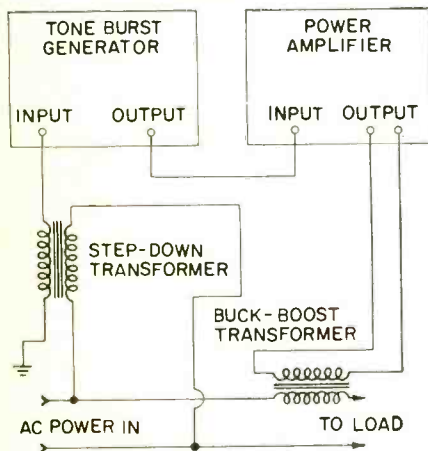 TONE BURST
GENERATOR
INPUT OUTPUT
POWER
AMPLIFIER
INPUT OUTPUT
STEP-DOWN
TRANSFORMER
BUCK-BOOST
TRANSFORMER
AC POWER IN
TO LOAD